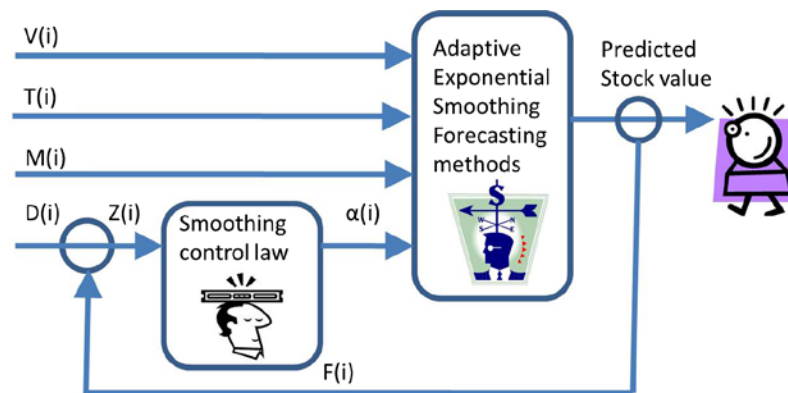 V(i)
T(i)
M(i)
D(i)
Z(i)
Smoothing
control law
α(i)
Adaptive
Exponential
Smoothing
Forecasting
methods
S
W
N
S
E
Predicted
Stock value
F(i)